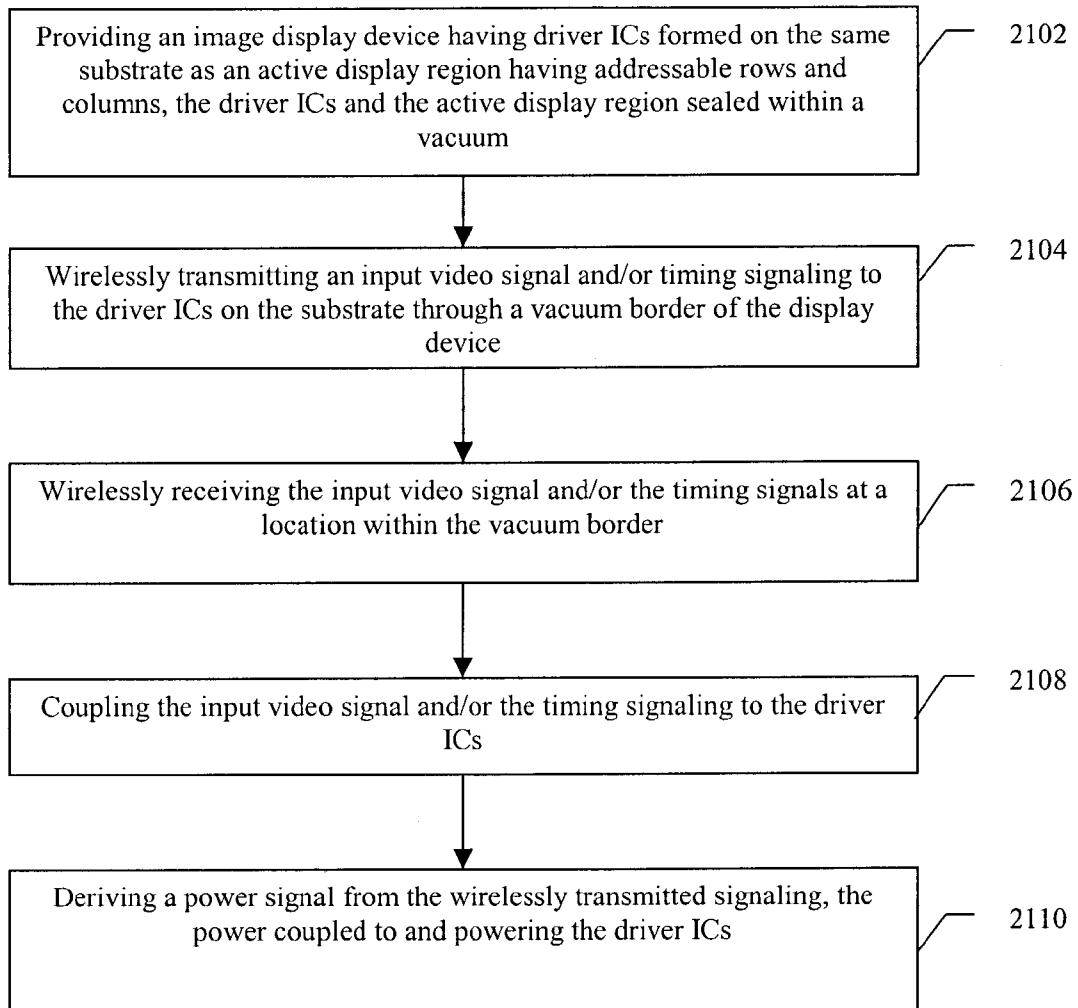 Providing an image display device having driver ICs formed on the same
substrate as an active display region having addressable rows and
columns, the driver ICs and the active display region sealed within a
vacuum
2102
Wirelessly transmitting an input video signal and/or timing signaling to
the driver ICs on the substrate through a vacuum border of the display
device
2104
Wirelessly receiving the input video signal and/or the timing signals at a
location within the vacuum border
2106
Coupling the input video signal and/or the timing signaling to the driver
ICs
2108
Deriving a power signal from the wirelessly transmitted signaling, the
power coupled to and powering the driver ICs
2110